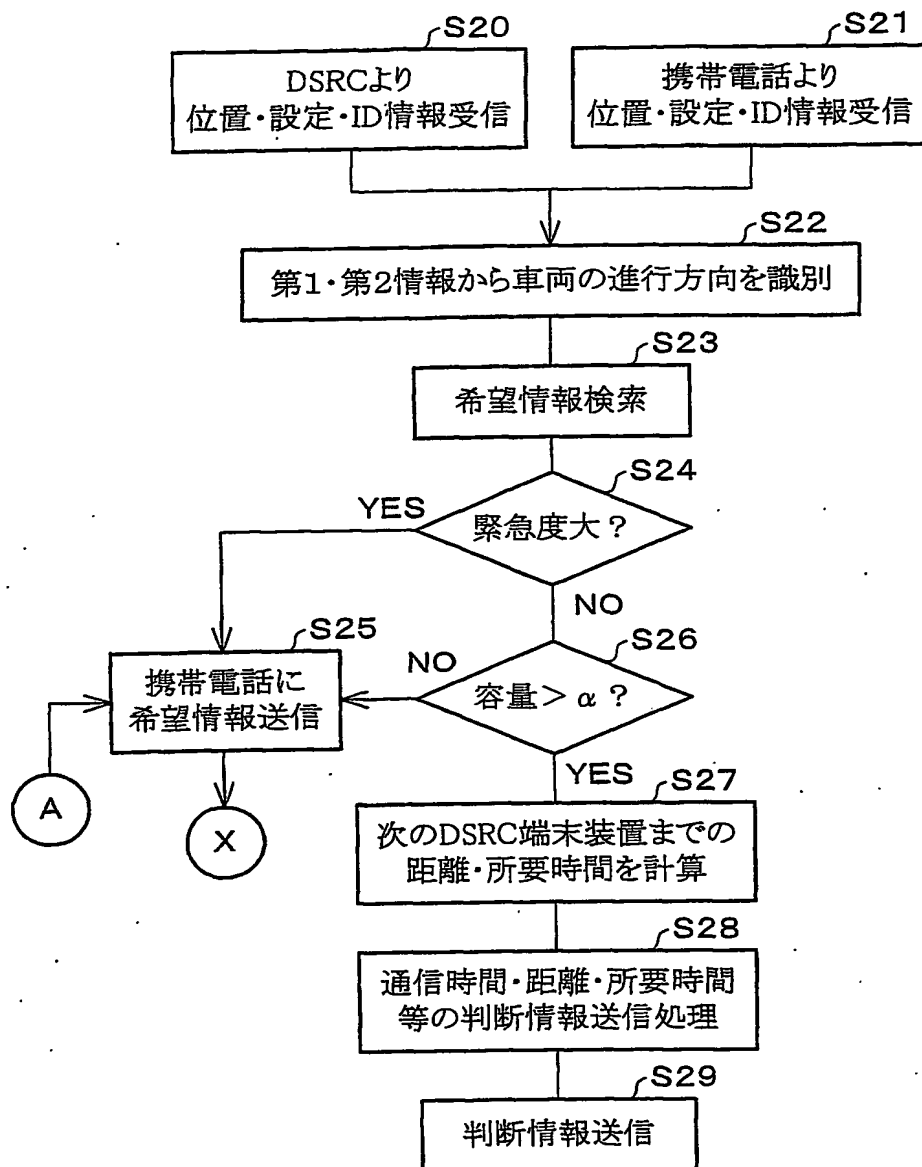 S20
DSRCより
位置・設定・ID情報受信
S21
携帯電話より
位置・設定・ID情報受信
S22
第1・第2情報から車両の進行方向を識別
S23
希望情報検索
S24
緊急度大？
YES
NO
S25
携帯電話に
希望情報送信
S26
容量＞α？
NO
YES
A
X
S27
次のDSRC端末装置までの
距離・所要時間を計算
S28
通信時間・距離・所要時間
等の判断情報送信処理
S29
判断情報送信